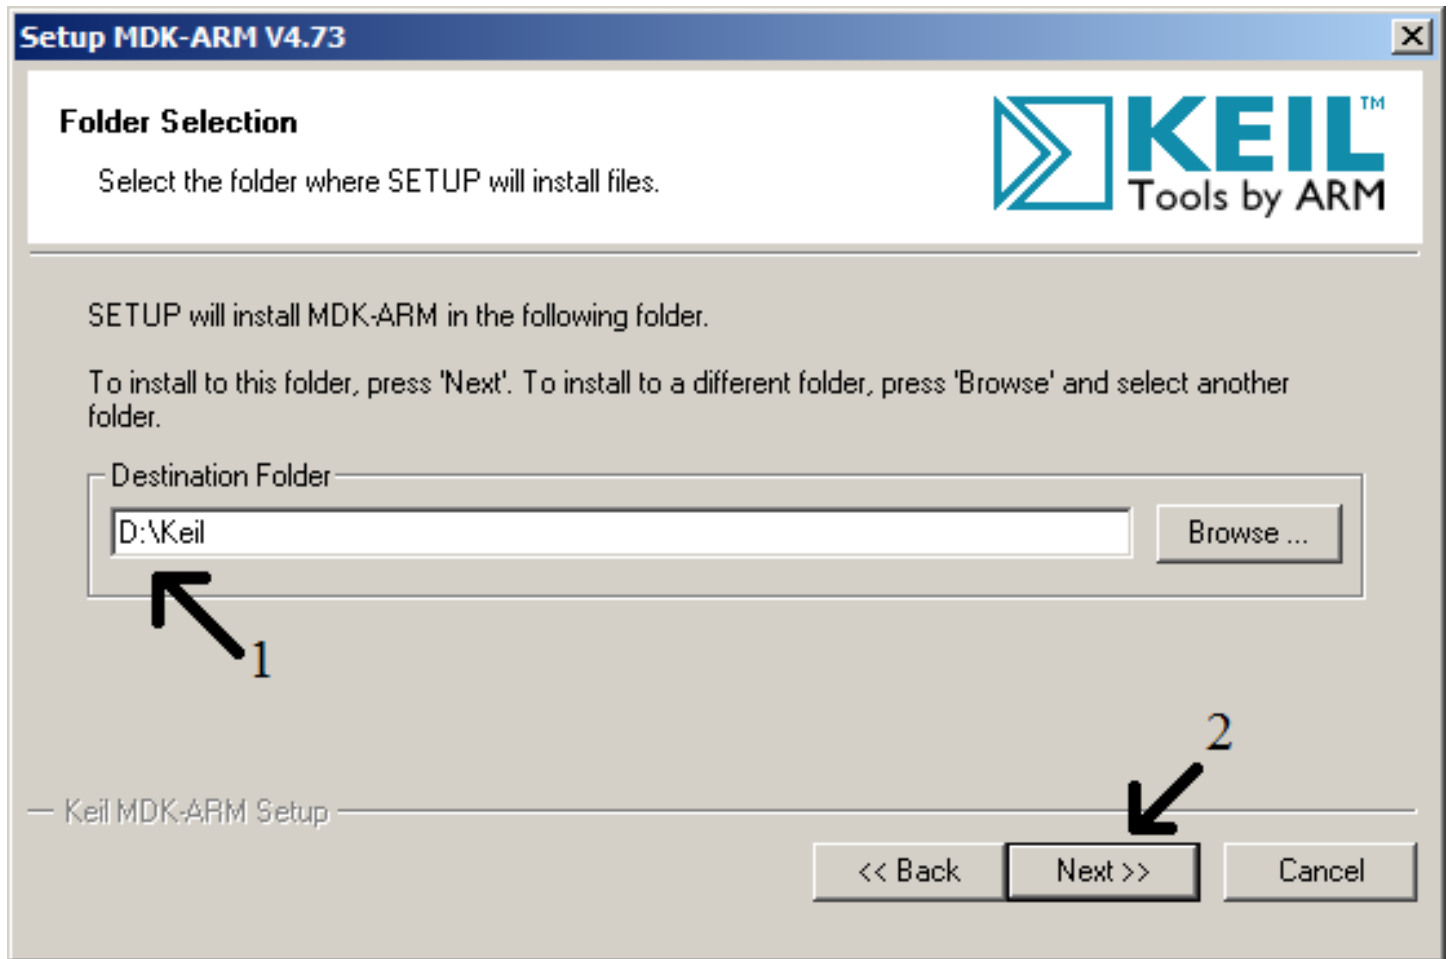 Setup MDK-ARM V4.73
Folder Selection
Select the folder where SETUP will install files.
KEIL™
Tools by ARM
SETUP will install MDK-ARM in the following folder.
To install to this folder, press 'Next'. To install to a different folder, press 'Browse' and select another
folder.
Destination Folder
D:\Keil
Browse ...
1
2
Keil MDK-ARM Setup
<< Back
Next >>
Cancel